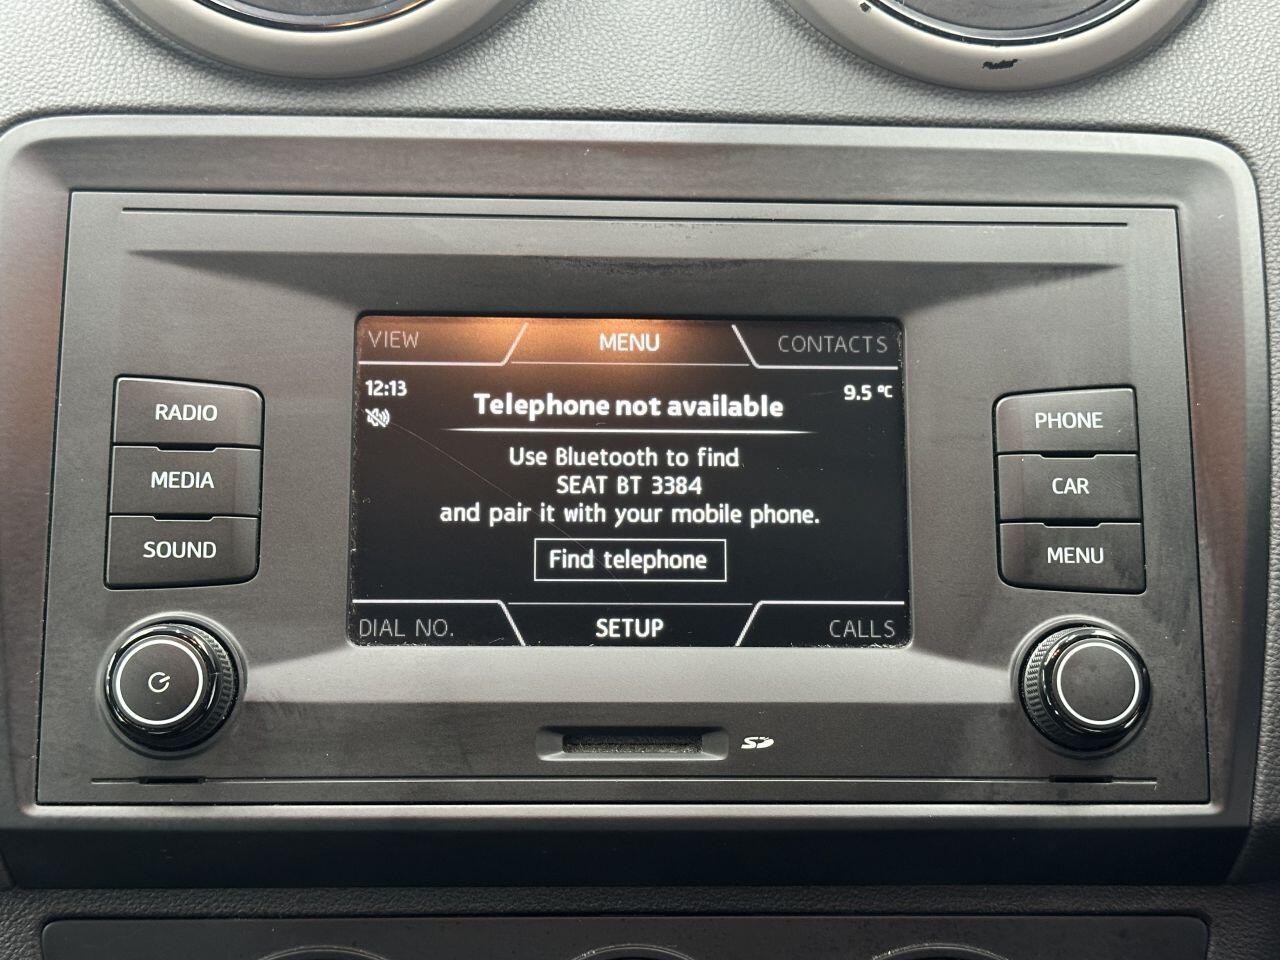 VIEW
MENU
CONTACTS
12:13
9.5 °C
Telephone not available
Use Bluetooth to find
SEAT BT 3384
and pair it with your mobile phone.
Find telephone
DIAL NO.
SETUP
CALLS
RADIO
MEDIA
SOUND
PHONE
CAR
MENU
SD